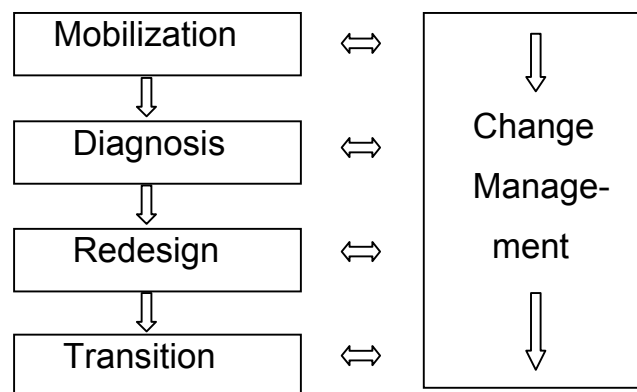 Mobilization
Diagnosis
Redesign
Transition
Change
Manage-
ment